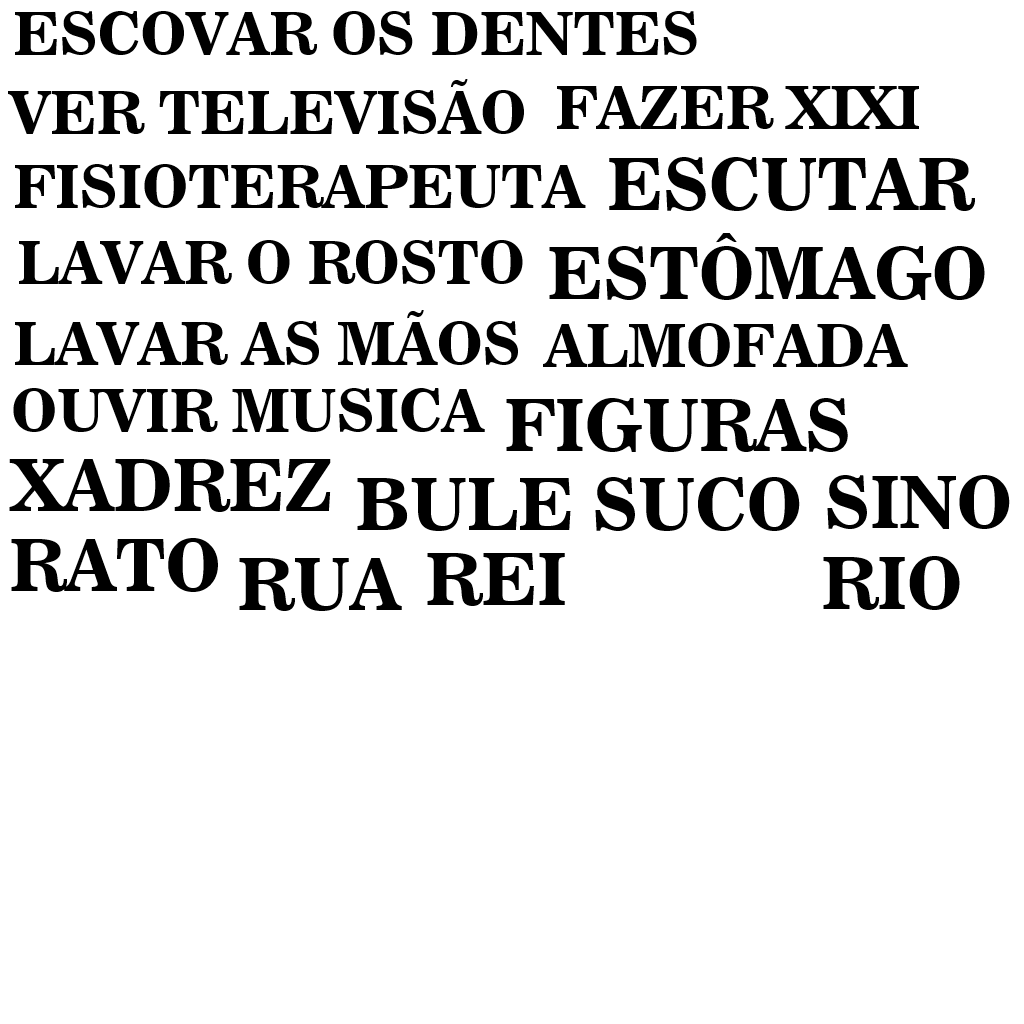 ESCOVAR OS DENTES
VER TELEVISÃO FAZER XIXI
FISIOTERAPEUTA ESCUTAR
LAVAR O ROSTO ESTÔMAGO
LAVAR AS MÃOS ALMOFADA
OUVIR MUSICA FIGURAS
XADREZ BULE SUCO SINO
RATO RUA REI RIO